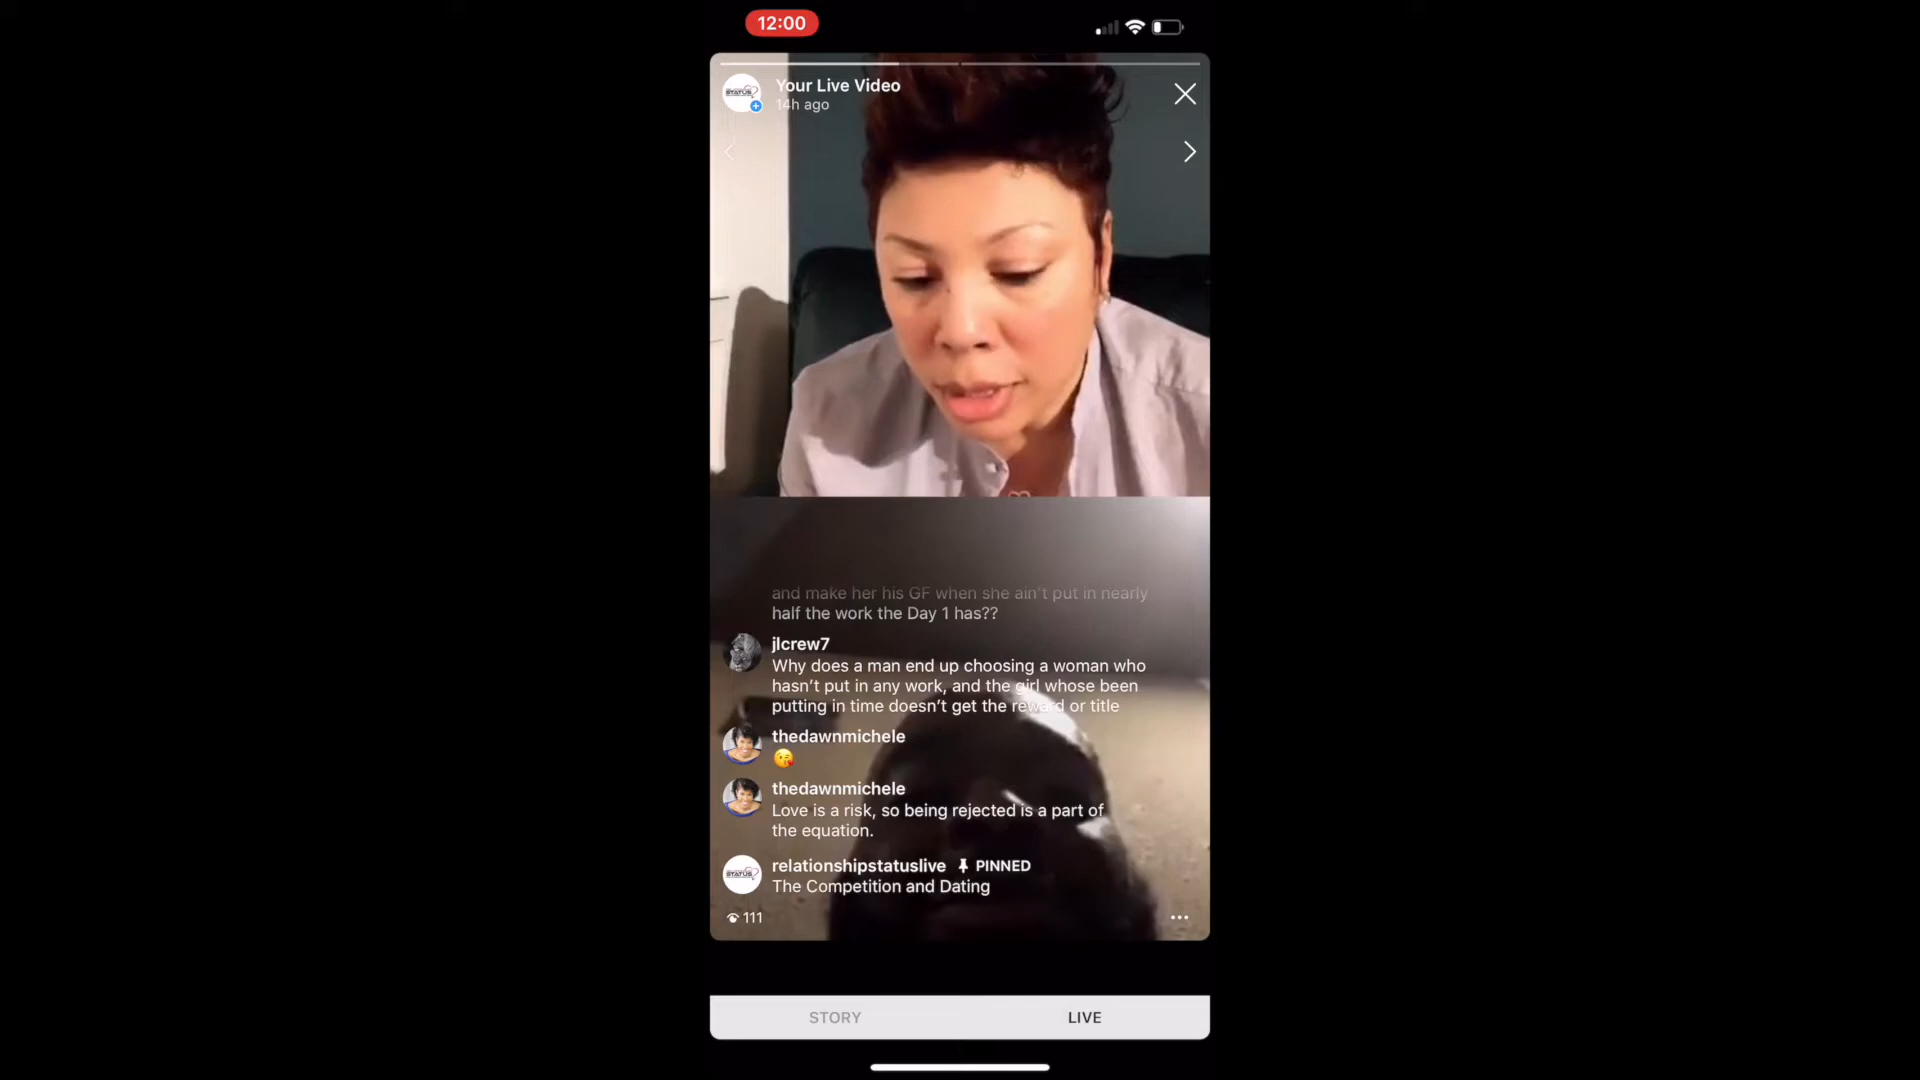 12:00
STATUS
Your Live Video
14h ago
and make her his GF when she ain't put in nearly
half the work the Day 1 has??
jlcrew7
Why does a man end up choosing a woman who
hasn't put in any work, and the girl whose been
putting in time doesn't get the reward or title
thedawnmichele
😘
thedawnmichele
Love is a risk, so being rejected is a part of
the equation.
STATUS
relationshipstatuslive PINNED
The Competition and Dating
111
STORY
LIVE